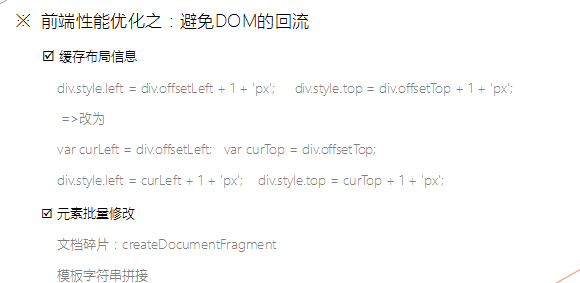 ※ 前端性能优化之：避免DOM的回流
☑ 缓存布局信息
div.style.left = div.offsetLeft + 1 + 'px'; div.style.top = div.offsetTop + 1 + 'px';
=>改为
var curLeft = div.offsetLeft; var curTop = div.offsetTop;
div.style.left = curLeft + 1 + 'px'; div.style.top = curTop + 1 + 'px';
☑ 元素批量修改
文档碎片：createDocumentFragment
模板字符串拼接